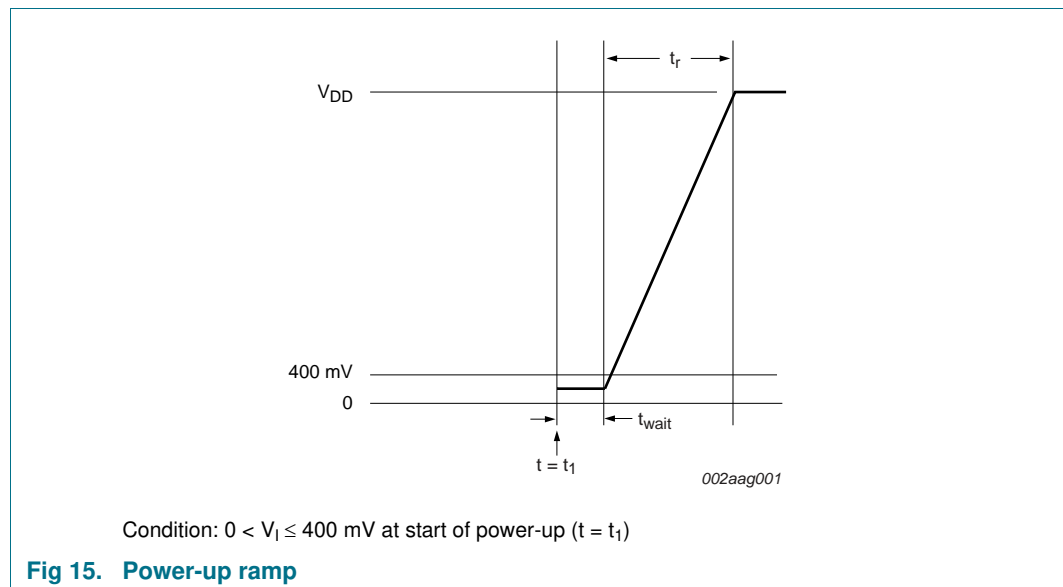 t_r
V_DD
400 mV
0
t_wait
t = t_1
002aag001
Condition: 0 < V_I ≤ 400 mV at start of power-up (t = t_1)
Fig 15. Power-up ramp